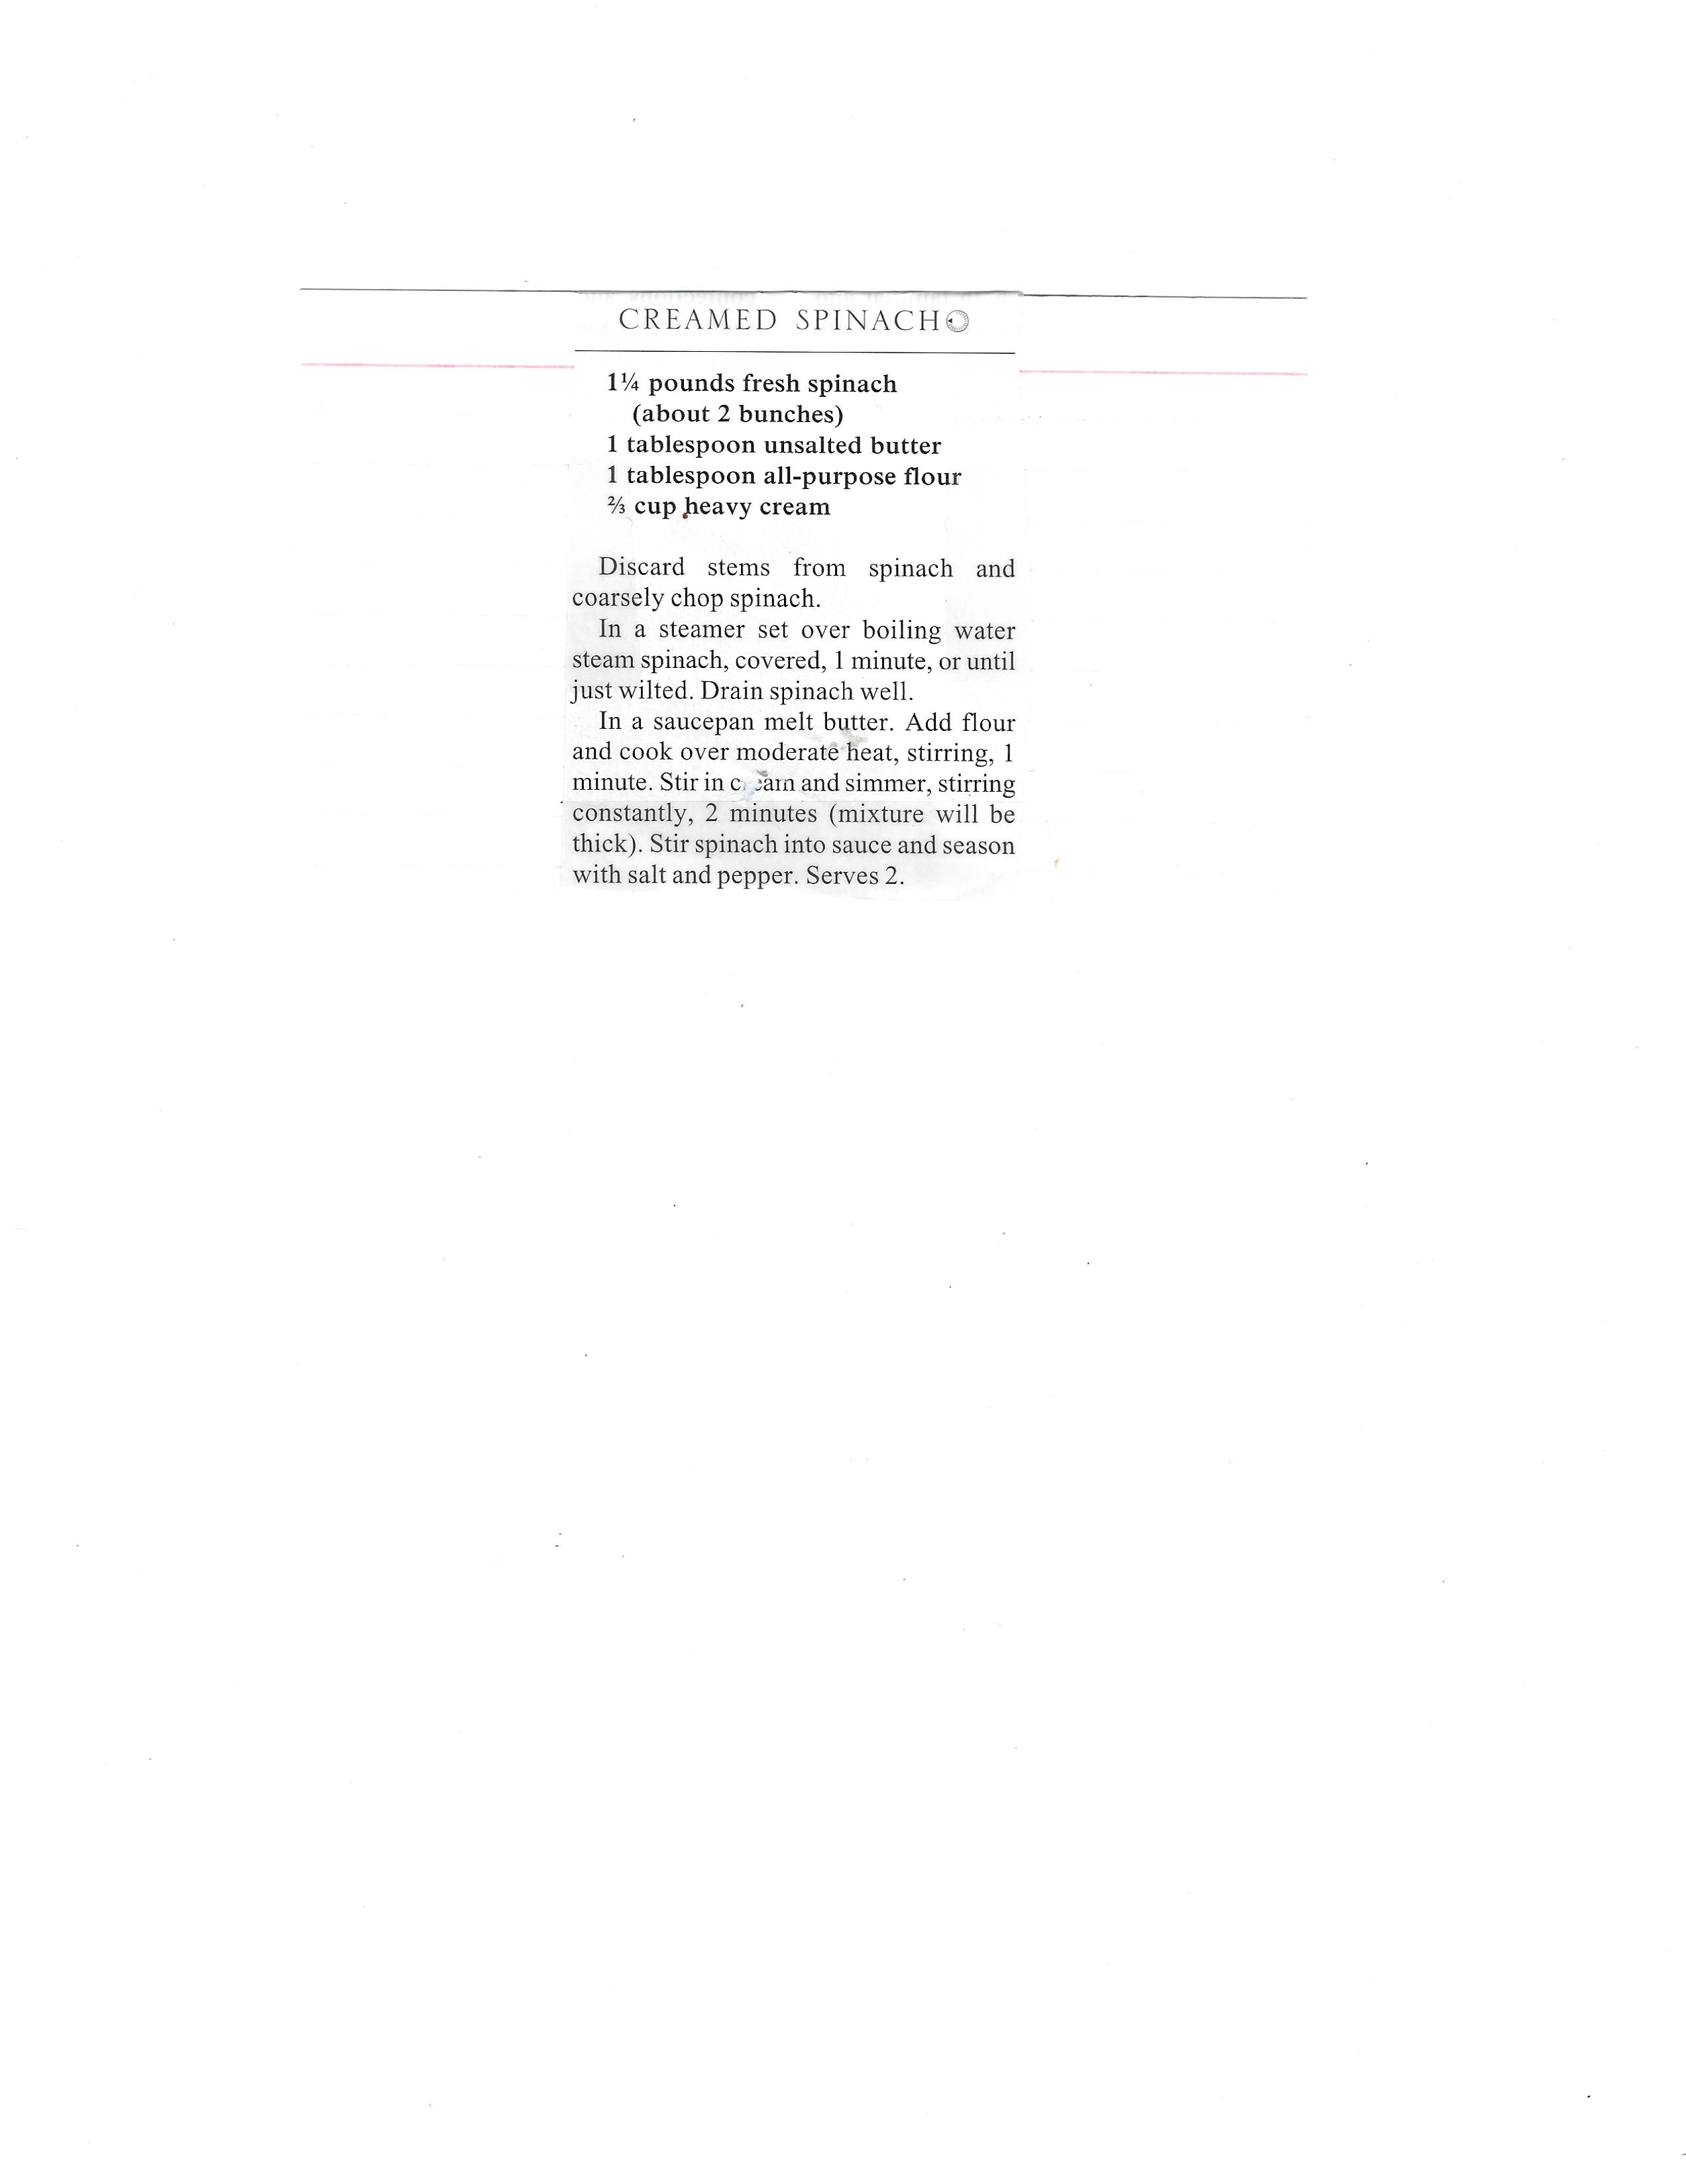 CREAMED SPINACH
1¼ pounds fresh spinach
(about 2 bunches)
1 tablespoon unsalted butter
1 tablespoon all-purpose flour
⅔ cup heavy cream
Discard stems from spinach and
coarsely chop spinach.
In a steamer set over boiling water
steam spinach, covered, 1 minute, or until
just wilted. Drain spinach well.
In a saucepan melt butter. Add flour
and cook over moderate heat, stirring, 1
minute. Stir in cream and simmer, stirring
constantly, 2 minutes (mixture will be
thick). Stir spinach into sauce and season
with salt and pepper. Serves 2.